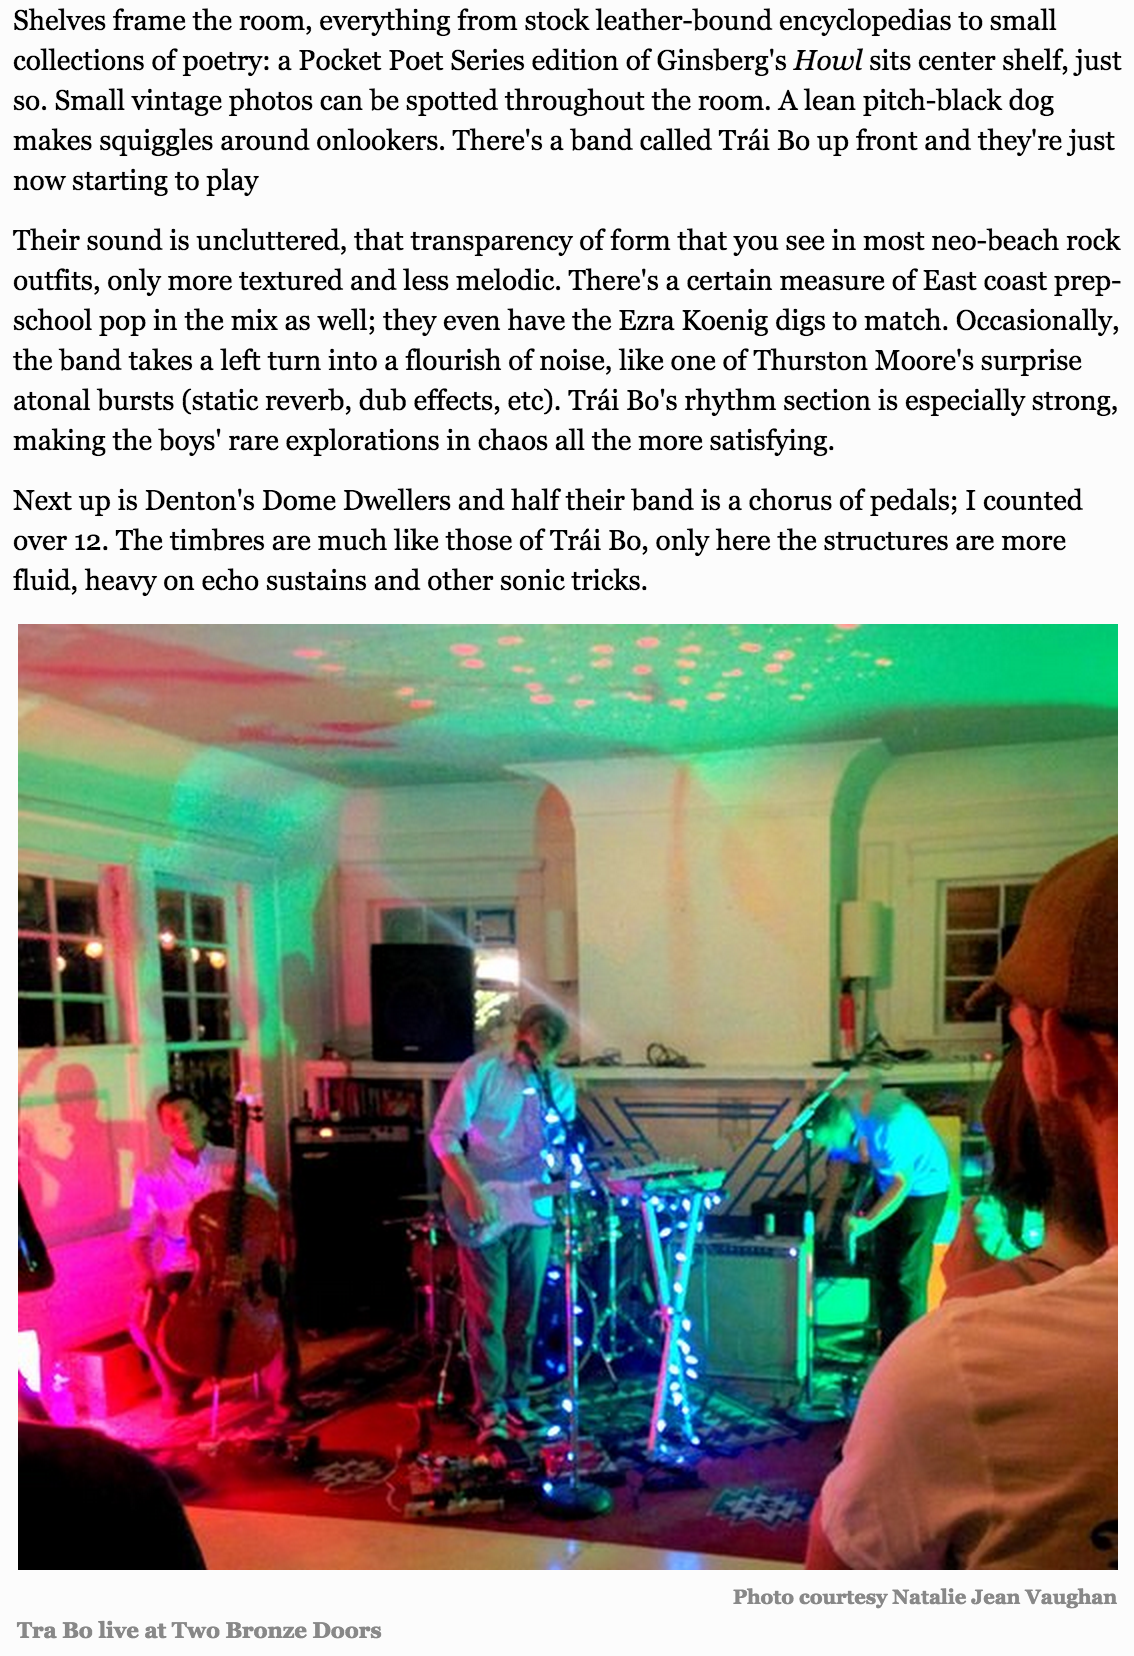 Shelves frame the room, everything from stock leather-bound encyclopedias to small
collections of poetry: a Pocket Poet Series edition of Ginsberg's Howl sits center shelf, just
so. Small vintage photos can be spotted throughout the room. A lean pitch-black dog
makes squiggles around onlookers. There's a band called Trái Bo up front and they're just
now starting to play
Their sound is uncluttered, that transparency of form that you see in most neo-beach rock
outfits, only more textured and less melodic. There's a certain measure of East coast prep-
school pop in the mix as well; they even have the Ezra Koenig digs to match. Occasionally,
the band takes a left turn into a flourish of noise, like one of Thurston Moore's surprise
atonal bursts (static reverb, dub effects, etc). Trái Bo's rhythm section is especially strong,
making the boys' rare explorations in chaos all the more satisfying.
Next up is Denton's Dome Dwellers and half their band is a chorus of pedals; I counted
over 12. The timbres are much like those of Trái Bo, only here the structures are more
fluid, heavy on echo sustains and other sonic tricks.
Photo courtesy Natalie Jean Vaughan
Tra Bo live at Two Bronze Doors